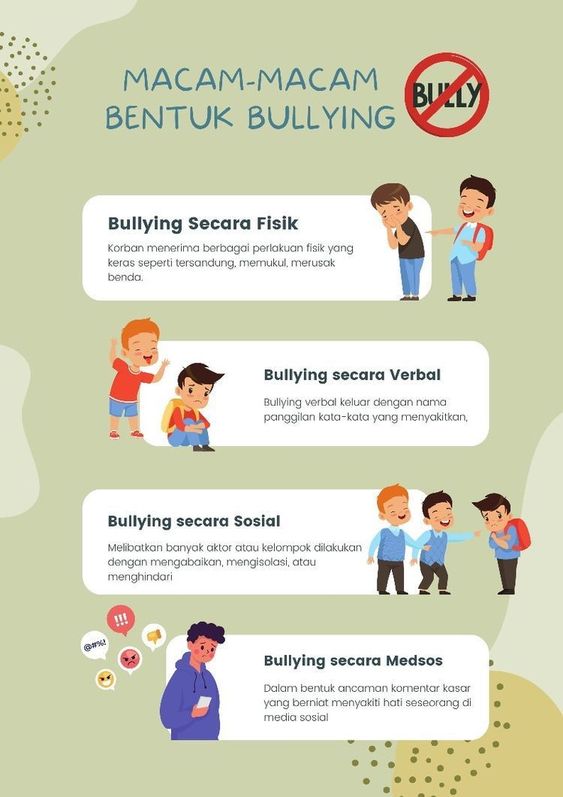 MACAM-MACAM
BENTUK BULLYING
BULLY
Bullying Secara Fisik
Korban menerima berbagai perlakuan fisik yang
keras seperti tersandung, memukul, merusak
benda.
Bullying secara Verbal
Bullying verbal keluar dengan nama
panggilan kata-kata yang menyakitkan,
Bullying secara Sosial
Melibatkan banyak aktor atau kelompok dilakukan
dengan mengabaikan, mengisolasi, atau
menghindari
!!!
@#%!
Bullying secara Medsos
Dalam bentuk ancaman komentar kasar
yang berniat menyakiti hati seseorang di
media sosial